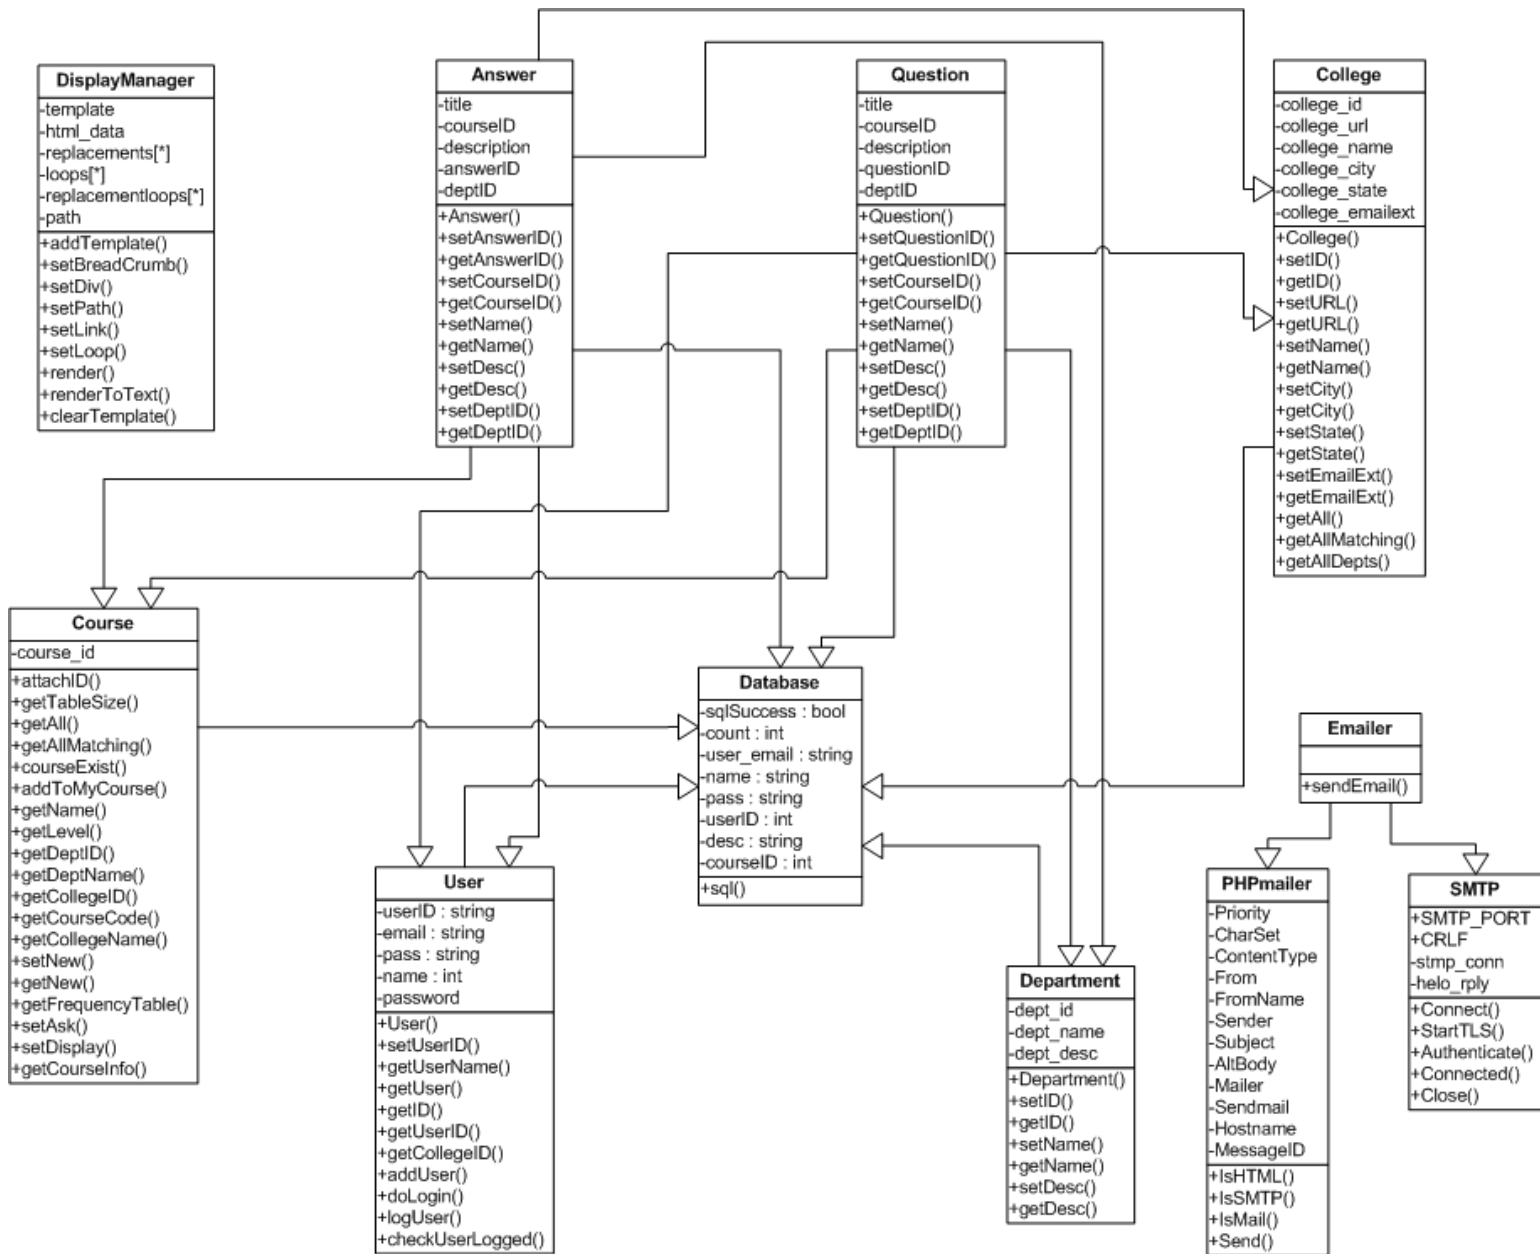 DisplayManager
-template
-html_data
-replacements[*]
-loops[*]
-replacementloops[*]
-path
+addTemplate()
+setBreadCrumb()
+setDiv()
+setPath()
+setLink()
+setLoop()
+render()
+renderToText()
+clearTemplate()
Answer
-title
-courseID
-description
-answerID
-deptID
+Answer()
+setAnswerID()
+getAnswerID()
+setCourseID()
+getCourseID()
+setName()
+getName()
+setDesc()
+getDesc()
+setDeptID()
+getDeptID()
Question
-title
-courseID
-description
-questionID
-deptID
+Question()
+setQuestionID()
+getQuestionID()
+setCourseID()
+getCourseID()
+setName()
+getName()
+setDesc()
+getDesc()
+setDeptID()
+getDeptID()
College
-college_id
-college_url
-college_name
-college_city
-college_state
-college_emailext
+College()
+setID()
+getID()
+setURL()
+getURL()
+setName()
+getName()
+setCity()
+getCity()
+setState()
+getState()
+setEmailExt()
+getEmailExt()
+getAll()
+getAllMatching()
+getAllDepts()
Course
-course_id
+attachID()
+getTableSize()
+getAll()
+getAllMatching()
+courseExist()
+addToMyCourse()
+getName()
+getLevel()
+getDeptID()
+getDeptName()
+getCollegeID()
+getCourseCode()
+getCollegeName()
+setNew()
+getNew()
+getFrequencyTable()
+setAsk()
+setDisplay()
+getCourseInfo()
Database
-sqlSuccess : bool
-count : int
-user_email : string
-name : string
-pass : string
-userID : int
-desc : string
-courseID : int
+sql()
Emailer
+sendEmail()
User
-userID : string
-email : string
-pass : string
-name : int
-password
+User()
+setUserID()
+getUserName()
+getUser()
+getID()
+getUserID()
+getCollegeID()
+addUser()
+doLogin()
+logUser()
+checkUserLogged()
Department
-dept_id
-dept_name
-dept_desc
+Department()
+setID()
+getID()
+setName()
+getName()
+setDesc()
+getDesc()
PHPmailer
-Priority
-CharSet
-ContentType
-From
-FromName
-Sender
-Subject
-AltBody
-Mailer
-Sendmail
-Hostname
-MessageID
+IsHTML()
+IsSMTP()
+IsMail()
+Send()
SMTP
+SMTP_PORT
+CRLF
-stmp_conn
-helo_rply
+Connect()
+StartTLS()
+Authenticate()
+Connected()
+Close()